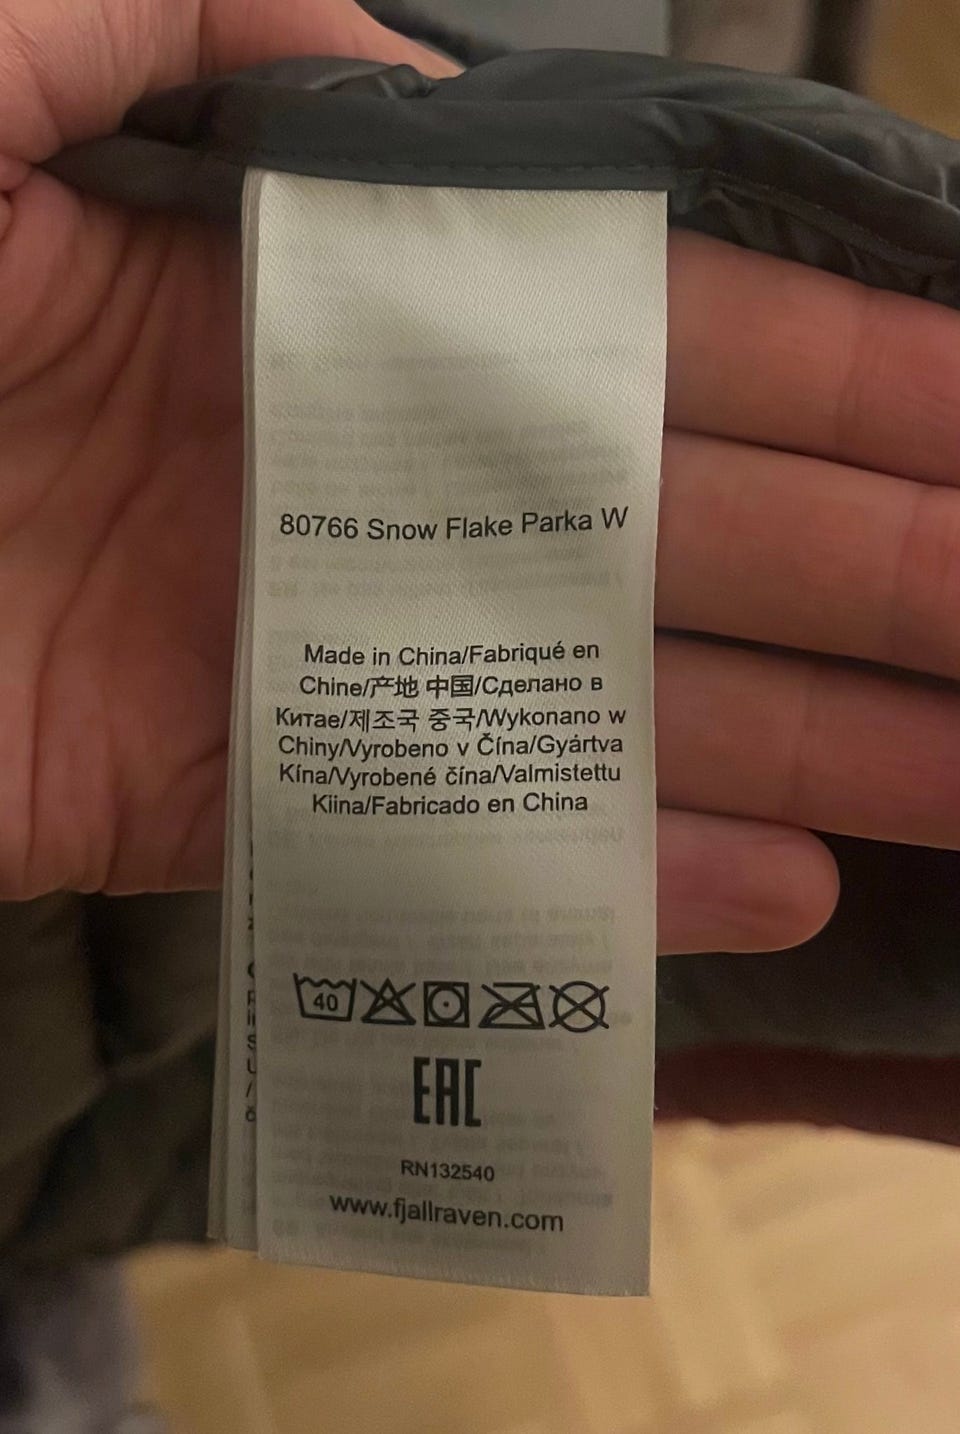 80766 Snow Flake Parka W
Made in China/Fabriqué en
Chine/产地 中国/Сделано в
Китае/제조국 중국/Wykonano w
Chiny/Vyrobeno v Čína/Gyártva
Kína/Vyrobené čína/Valmistettu
Kiina/Fabricado en China
40
EAC
RN132540
www.fjallraven.com